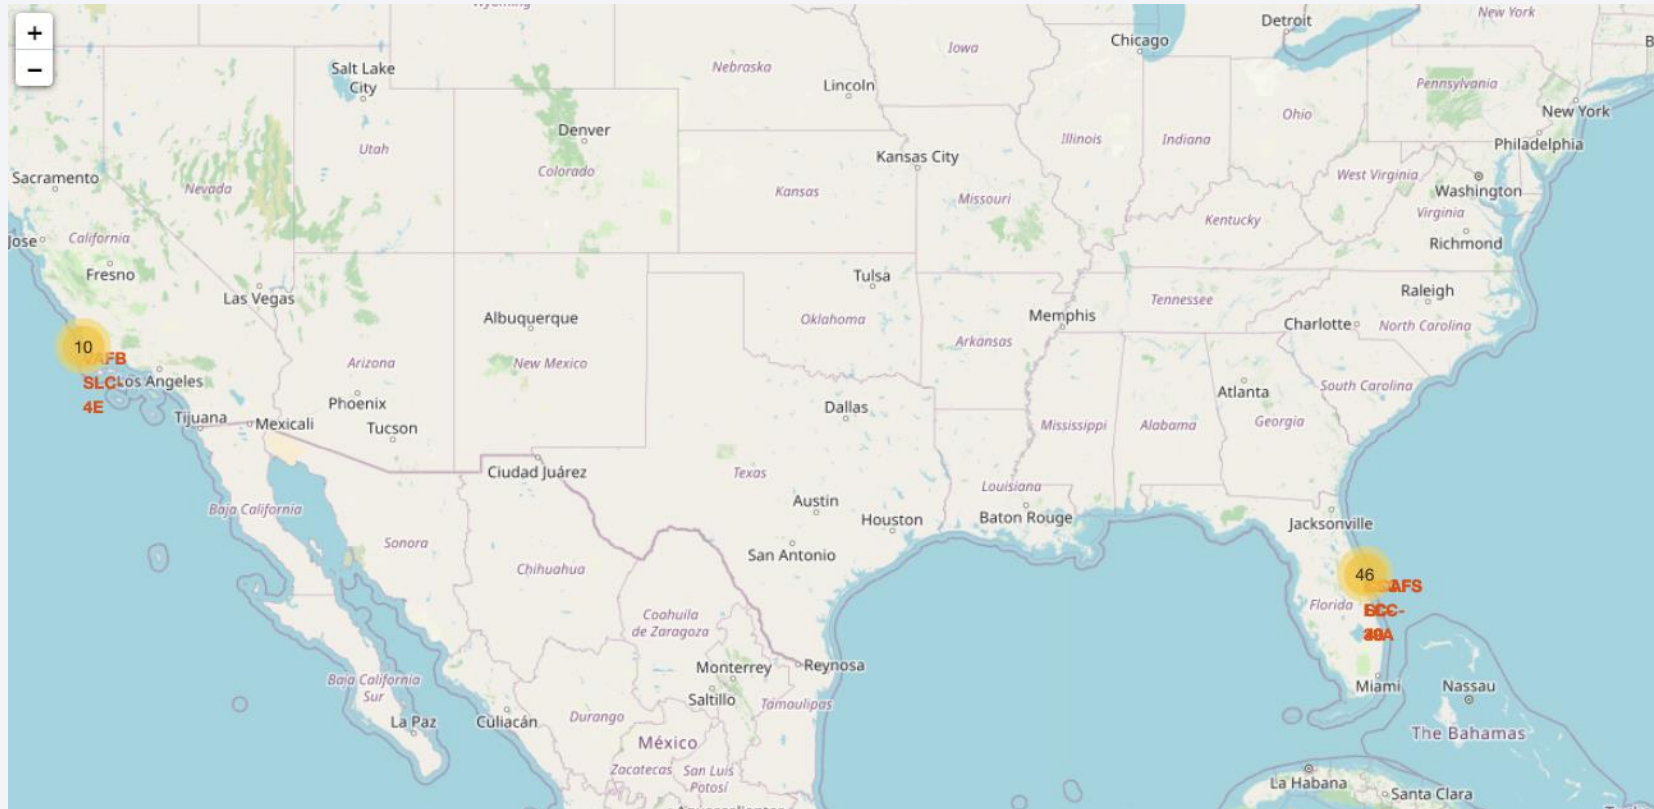 Wyoming
Detroit
New York
Chicago
Iowa
+
−
Salt Lake
City
Nebraska
Lincoln
Pennsylvania
New York
Denver
Ohio
Philadelphia
Utah
Illinois
Indiana
Colorado
Kansas City
Sacramento
Nevada
Kansas
Missouri
West Virginia
Washington
Kentucky
Virginia
Jose
California
Richmond
Fresno
Las Vegas
Tulsa
Raleigh
Tennessee
Albuquerque
Oklahoma
Memphis
Charlotte
North Carolina
10
VAFB
SLC-
4E
Los Angeles
Arizona
New Mexico
Arkansas
South Carolina
Atlanta
Phoenix
Dallas
Tijuana
Mexicali
Tucson
Mississippi
Alabama
Georgia
Ciudad Juárez
Texas
Louisiana
Baja California
Austin
Houston
Baton Rouge
Jacksonville
Sonora
San Antonio
Chihuahua
46
Florida
Coahuila
de Zaragoza
Monterrey
Reynosa
Baja California
Sur
Saltillo
Tamaulipas
Miami
Nassau
La Paz
Culiacán
Durango
The Bahamas
México
Zacatecas
San Luis
Potosí
La Habana
Santa Clara
Aguascalientes